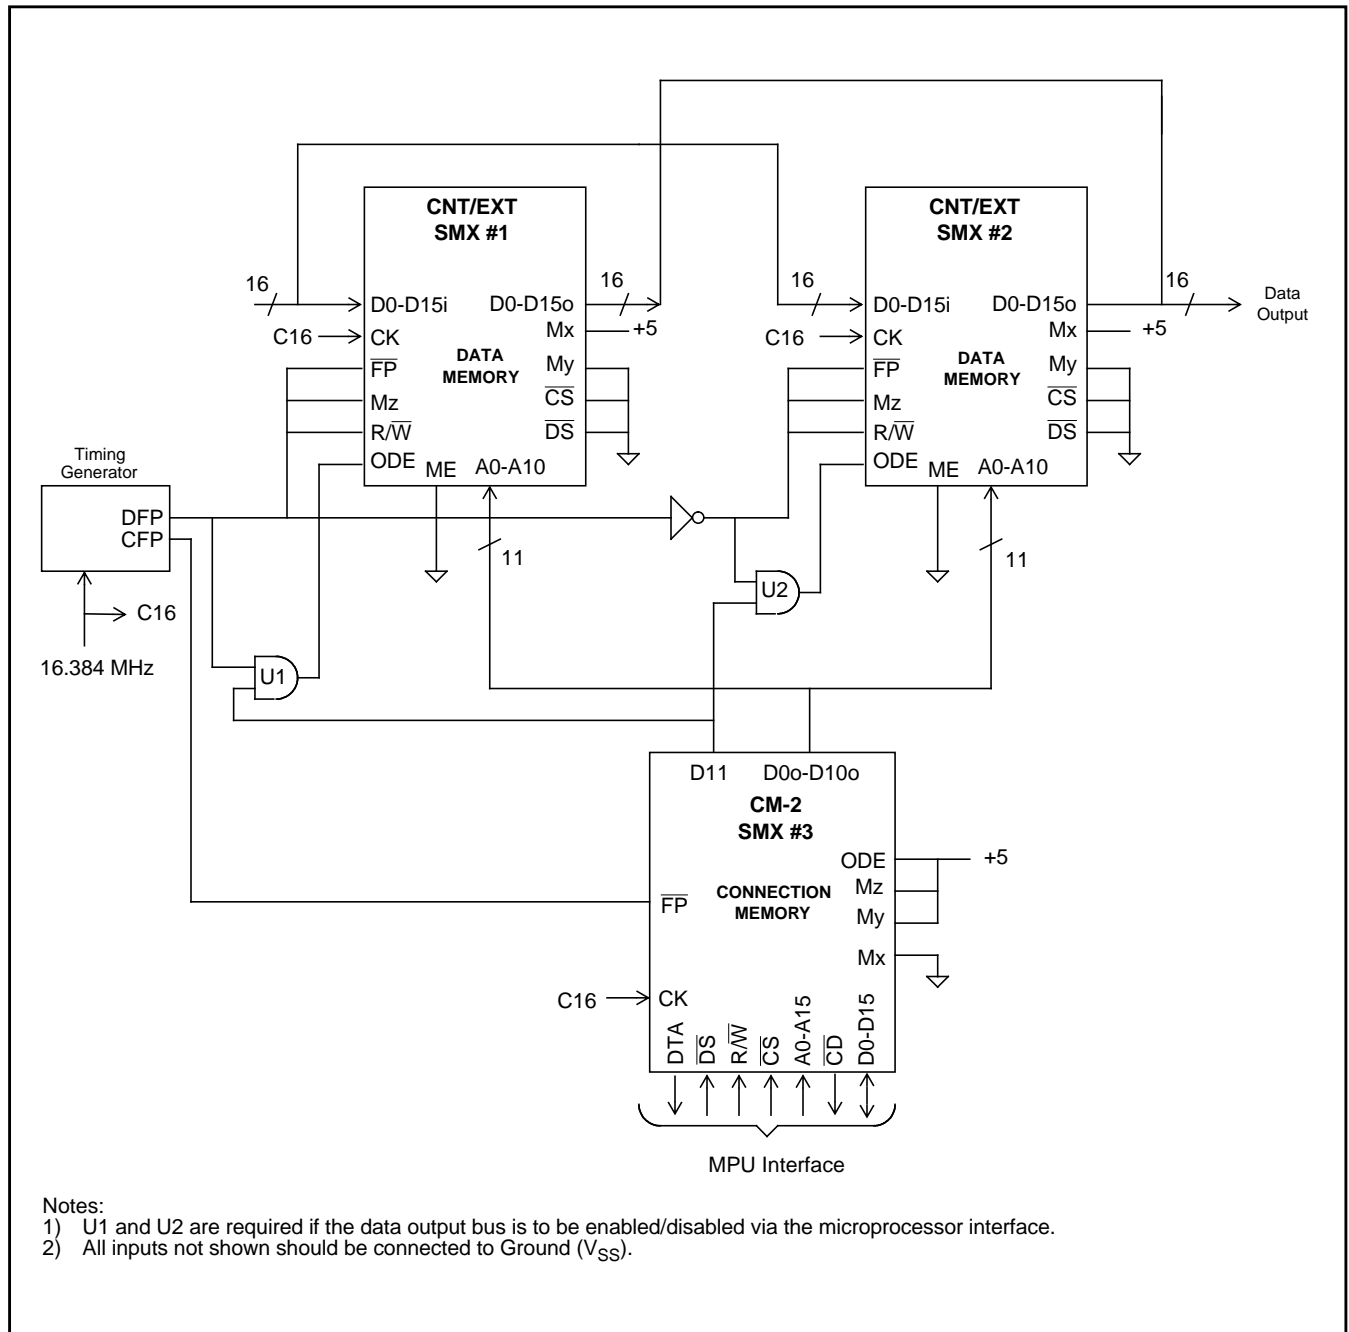 CNT/EXT
SMX #1
CNT/EXT
SMX #2
16
D0-D15i
D0-D15o
16
16
D0-D15i
D0-D15o
16
Data
Output
C16
CK
Mx
+5
C16
CK
Mx
+5
DATA
MEMORY
DATA
MEMORY
FP
My
FP
My
Mz
CS
Mz
CS
R/W
DS
R/W
DS
ODE
ME
A0-A10
ODE
ME
A0-A10
Timing
Generator
DFP
CFP
11
11
U2
C16
16.384 MHz
U1
D11
D0o-D10o
CM-2
SMX #3
ODE
+5
Mz
CONNECTION
MEMORY
FP
My
Mx
C16
CK
DTA
DS
R/W
CS
A0-A15
CD
D0-D15
MPU Interface
Notes:
1) U1 and U2 are required if the data output bus is to be enabled/disabled via the microprocessor interface.
2) All inputs not shown should be connected to Ground (VSS).